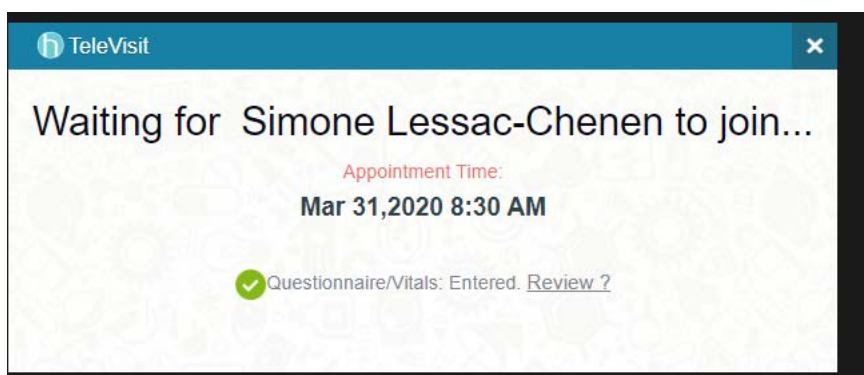 TeleVisit
Waiting for Simone Lessac-Chenen to join...
Appointment Time:
Mar 31,2020 8:30 AM
Questionnaire/Vitals: Entered. Review ?